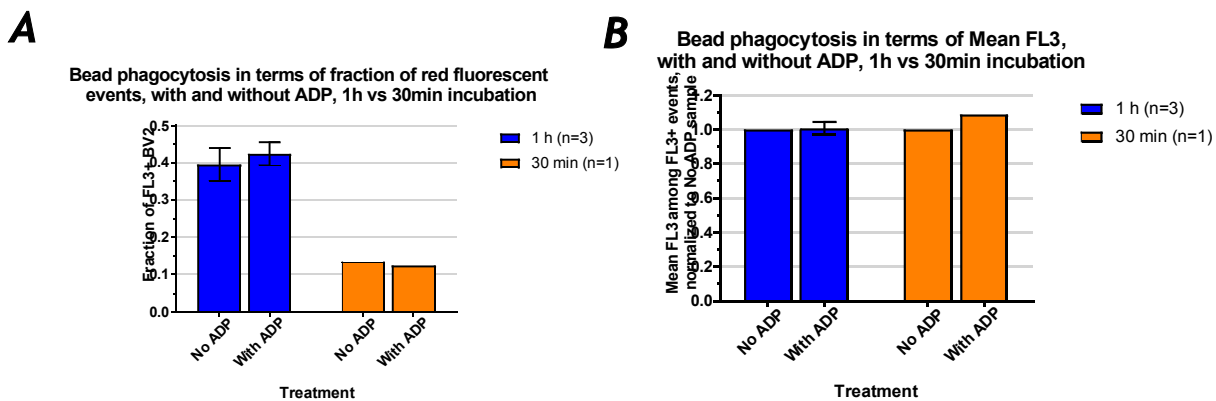 A
Bead phagocytosis in terms of fraction of red fluorescent
events, with and without ADP, 1h vs 30min incubation
Fraction of FL3+ BV2
0.5
0.4
0.3
0.2
0.1
0.0
No ADP
With ADP
No ADP
With ADP
Treatment
1 h (n=3)
30 min (n=1)
B
Bead phagocytosis in terms of Mean FL3,
with and without ADP, 1h vs 30min incubation
Mean FL3 among FL3+ events,
normalized to No ADP sample
1.2
1.0
0.8
0.6
0.4
0.2
0.0
No ADP
With ADP
No ADP
With ADP
Treatment
1 h (n=3)
30 min (n=1)